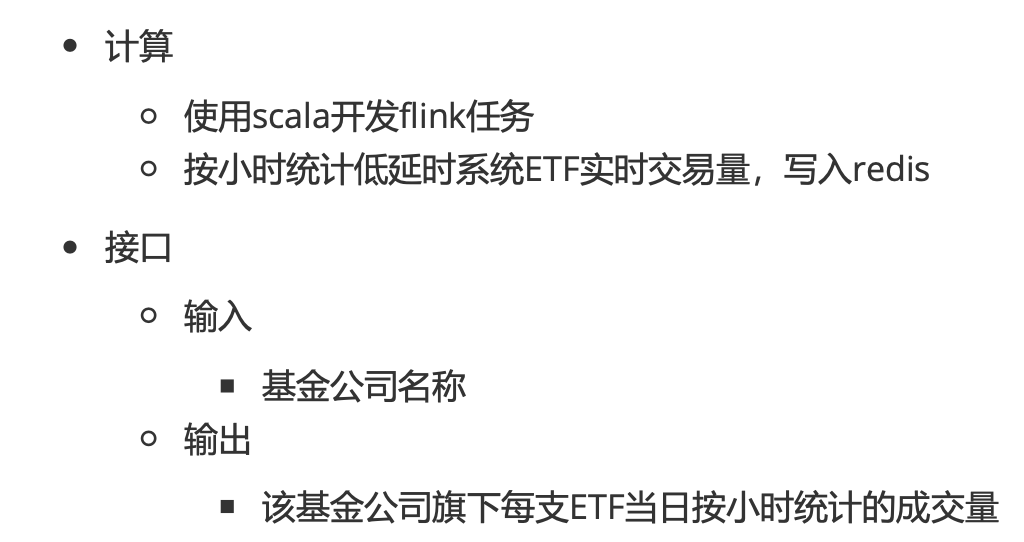 计算
使用scala开发flink任务
按小时统计低延时系统ETF实时交易量，写入redis
接口
输入
基金公司名称
输出
该基金公司旗下每支ETF当日按小时统计的成交量